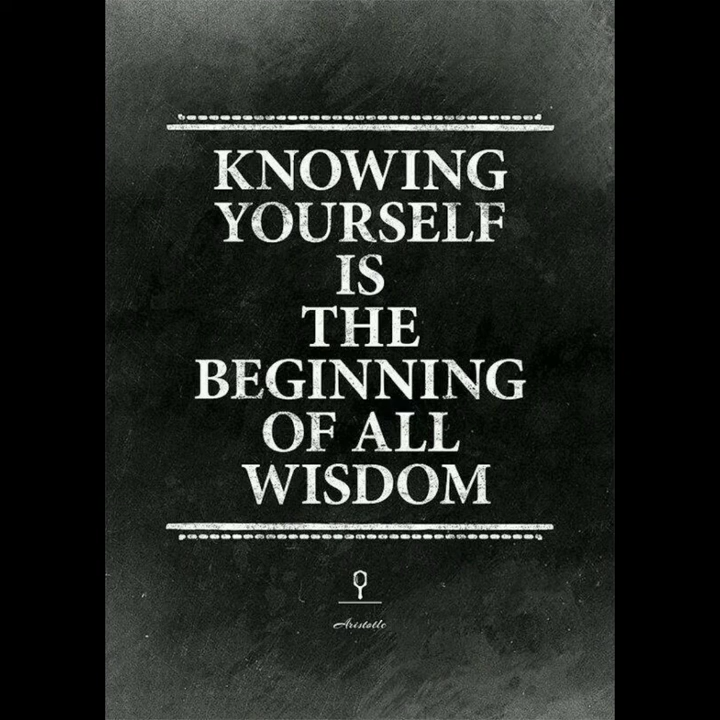 KNOWING
YOURSELF
IS
THE
BEGINNING
OF ALL
WISDOM
Aristotle